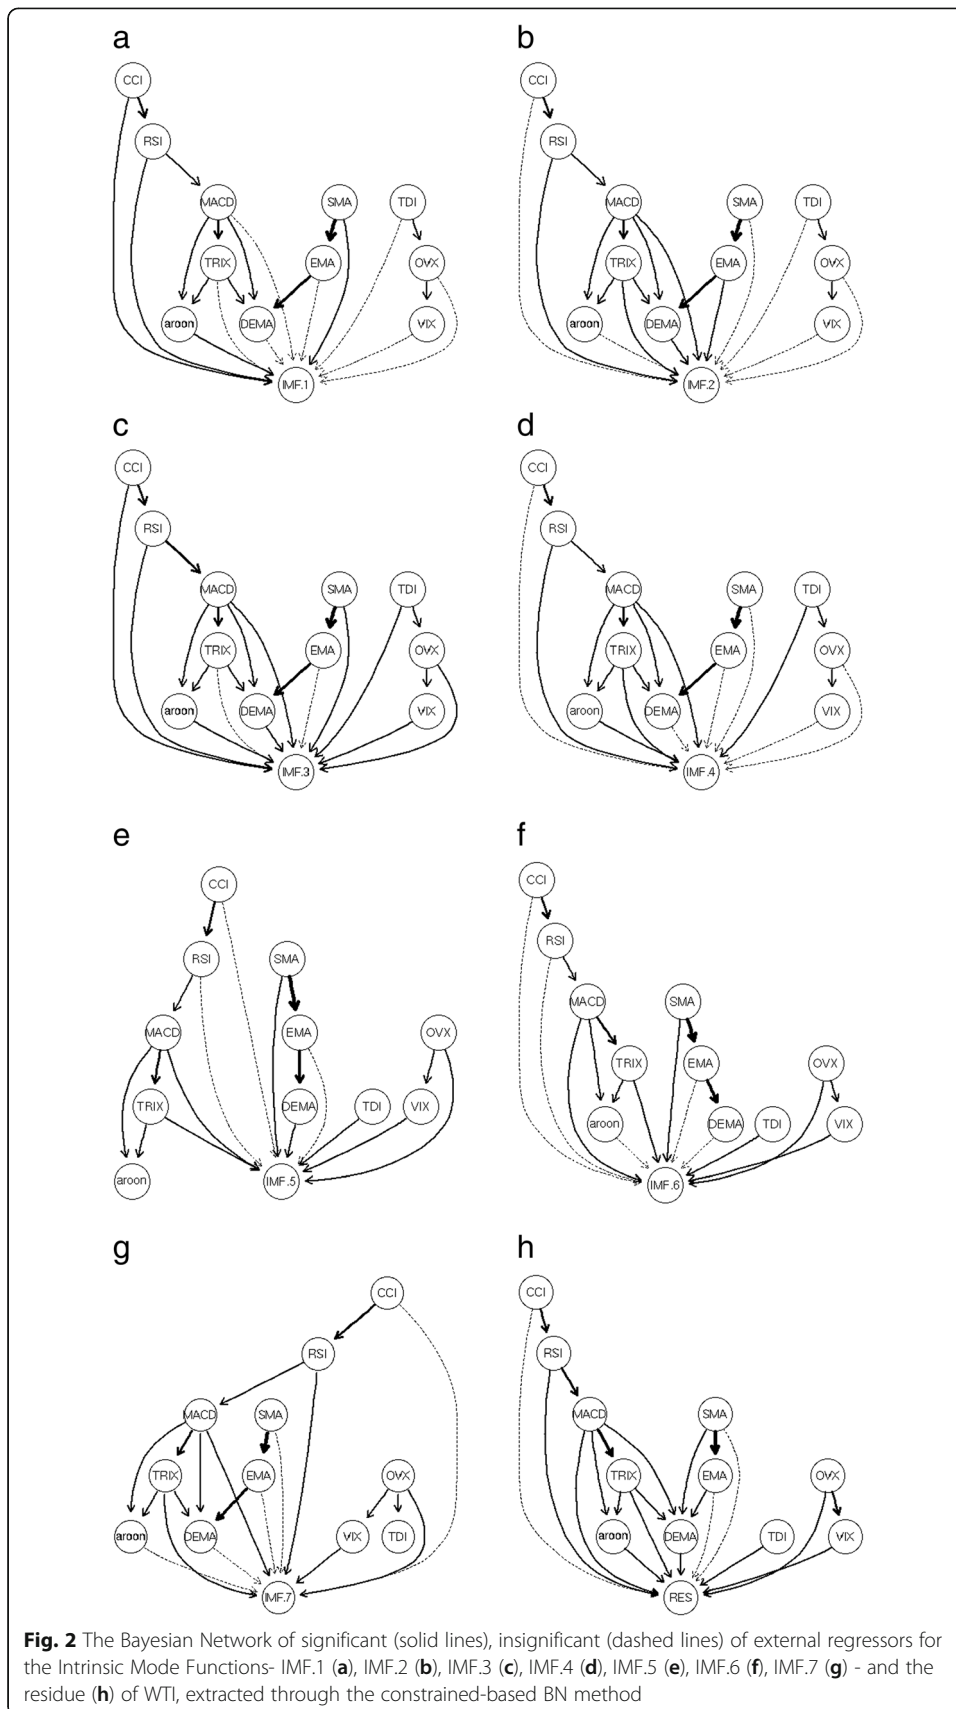 a
CCI
RSI
MACD
SMA
TDI
TRIX
EMA
OVX
aroon
DEMA
VIX
IMF.1
b
CCI
RSI
MACD
SMA
TDI
TRIX
EMA
OVX
aroon
DEMA
VIX
IMF.2
c
CCI
RSI
MACD
SMA
TDI
TRIX
EMA
OVX
aroon
DEMA
VIX
IMF.3
d
CCI
RSI
MACD
SMA
TDI
TRIX
EMA
OVX
aroon
DEMA
VIX
IMF.4
e
CCI
RSI
SMA
MACD
EMA
OVX
TRIX
DEMA
TDI
VIX
aroon
IMF.5
f
CCI
RSI
MACD
SMA
TRIX
EMA
OVX
aroon
DEMA
TDI
VIX
IMF.6
g
CCI
RSI
MACD
SMA
TRIX
EMA
OVX
aroon
DEMA
VIX
TDI
IMF.7
h
CCI
RSI
MACD
SMA
TRIX
EMA
OVX
aroon
DEMA
TDI
VIX
RES
Fig. 2 The Bayesian Network of significant (solid lines), insignificant (dashed lines) of external regressors for
the Intrinsic Mode Functions- IMF.1 (a), IMF.2 (b), IMF.3 (c), IMF.4 (d), IMF.5 (e), IMF.6 (f), IMF.7 (g) - and the
residue (h) of WTI, extracted through the constrained-based BN method